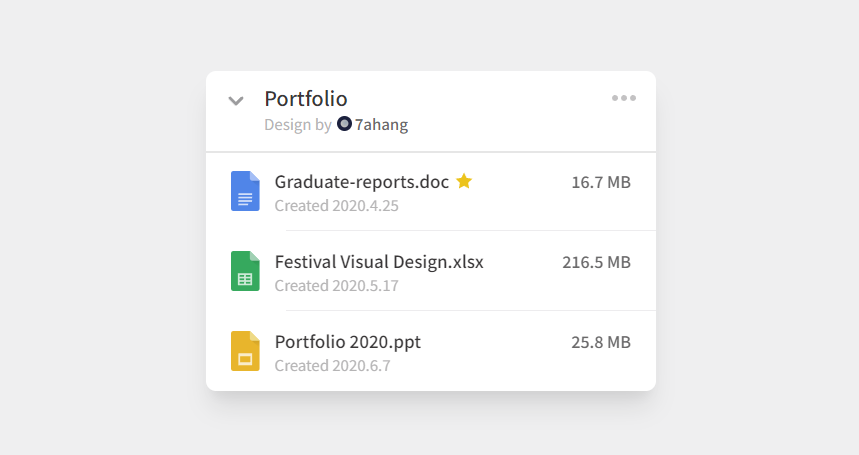 Portfolio
Design by 7ahang
Graduate-reports.doc 16.7 MB
Created 2020.4.25
Festival Visual Design.xlsx 216.5 MB
Created 2020.5.17
Portfolio 2020.ppt 25.8 MB
Created 2020.6.7